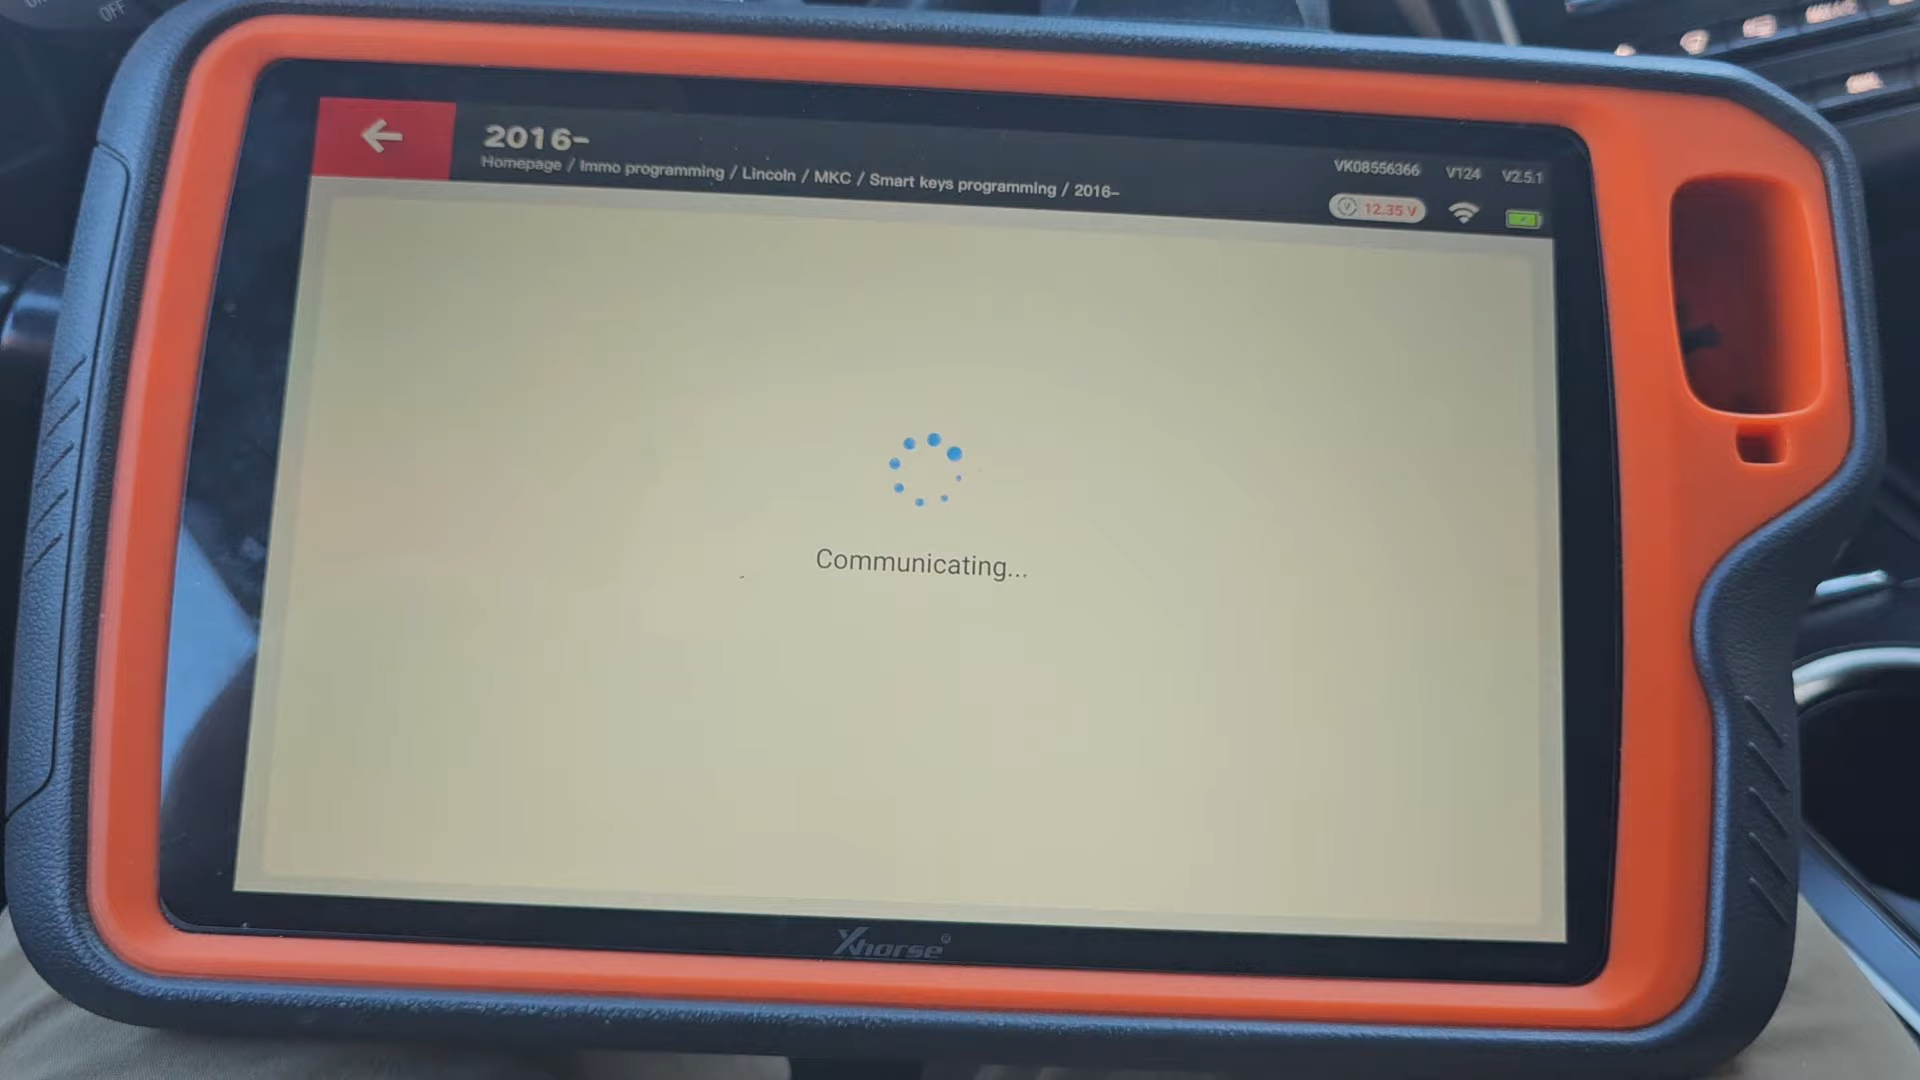 OFF
2016-
Homepage / Immo programming / Lincoln / MKC / Smart keys programming / 2016-
VK08556366 V124 V2.5.1
V 12.35 V
Communicating...
Xhorse®